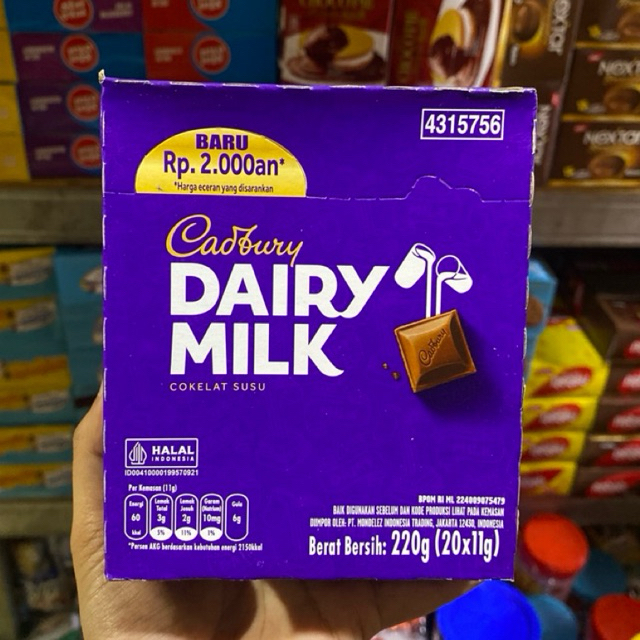 4315756
BARU
Rp. 2.000an*
*Harga eceran yang disarankan
Cadbury
DAIRY
MILK
COKELAT SUSU
Cadbury
HALAL
INDONESIA
ID00410000199570921
Per Kemasan (11g)
Energi 60 kkal
Lemak Total 3g 5%
Lemak Jenuh 2g 11%
Garam (Natrium) 10mg 1%
Gula 6g
*Persen AKG berdasarkan kebutuhan energi 2150kkal
BPOM RI ML 224809075479
BAIK DIGUNAKAN SEBELUM DAN KODE PRODUKSI LIHAT PADA KEMASAN
DIIMPOR OLEH: PT. MONDELEZ INDONESIA TRADING, JAKARTA 12430, INDONESIA
Berat Bersih: 220g (20x11g)
NEXTAR
NEXTAR
NEXTAR